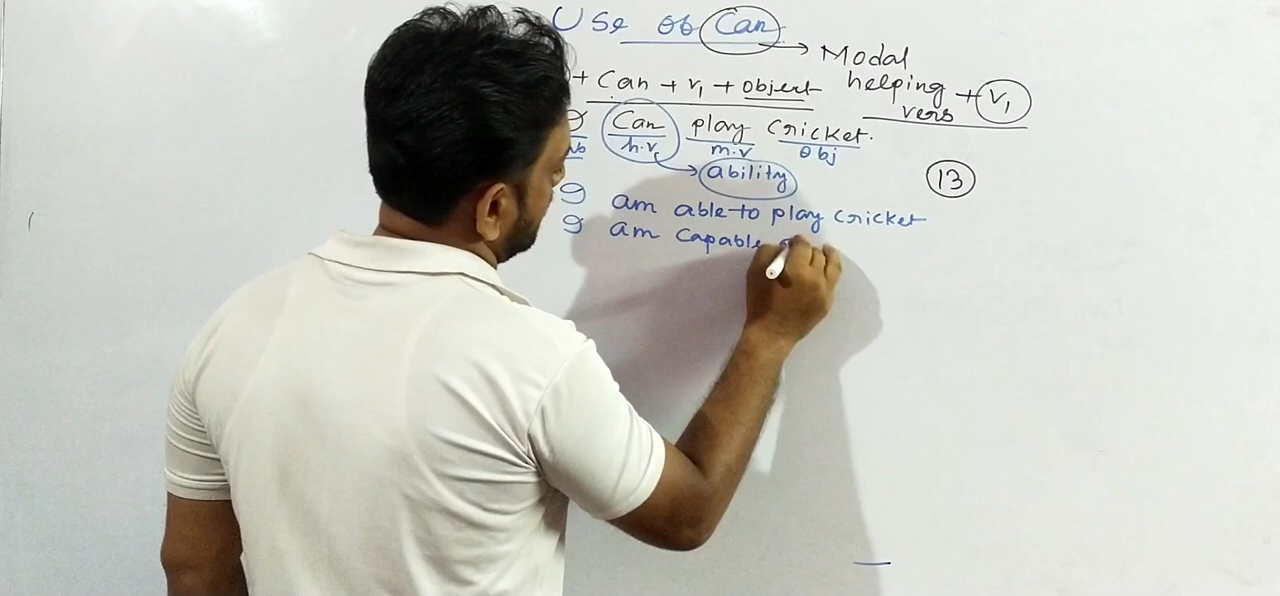 Use of Can → Modal
+ Can + V1 + object helping + V1
vers
Can play cricket.
h.v m.v obj
→ ability
13
I am able to play cricket
I am capable